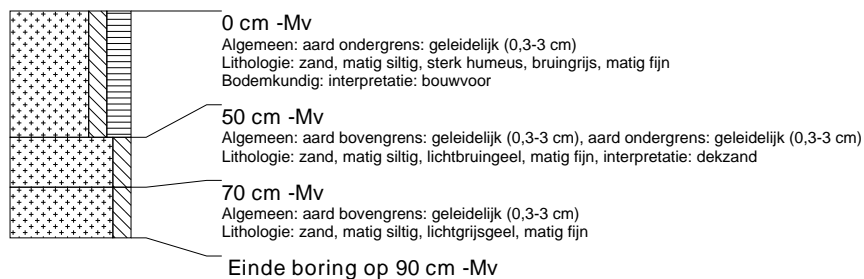 0 cm -Mv
Algemeen: aard ondergrens: geleidelijk (0,3-3 cm)
Lithologie: zand, matig siltig, sterk humeus, bruingrijs, matig fijn
Bodemkundig: interpretatie: bouwvoor
50 cm -Mv
Algemeen: aard bovengrens: geleidelijk (0,3-3 cm), aard ondergrens: geleidelijk (0,3-3 cm)
Lithologie: zand, matig siltig, lichtbruingeel, matig fijn, interpretatie: dekzand
70 cm -Mv
Algemeen: aard bovengrens: geleidelijk (0,3-3 cm)
Lithologie: zand, matig siltig, lichtgrijsgeel, matig fijn
Einde boring op 90 cm -Mv